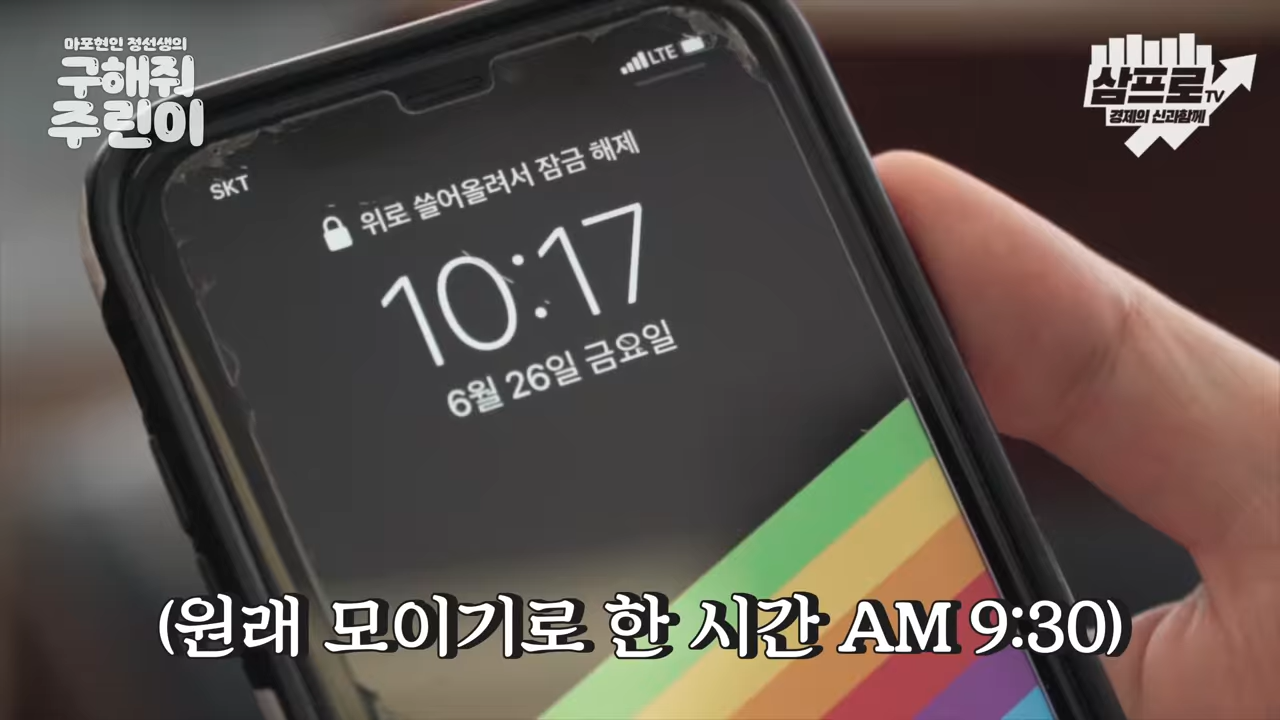 마포현인 정선생의
구해줘
주린이
삼프로TV
경제의 신과함께
LTE
SKT
위로 쓸어올려서 잠금 해제
10:17
6월 26일 금요일
(원래 모이기로 한 시간 AM 9:30)